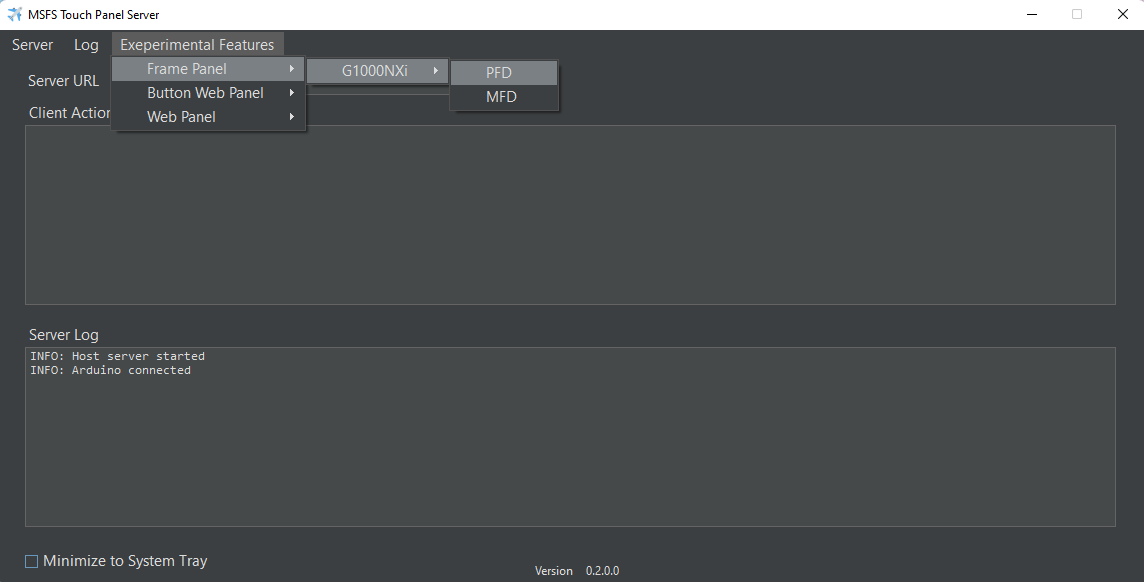 MSFS Touch Panel Server
Server Log Exeperimental Features
Frame Panel G1000NXi PFD
Server URL
Button Web Panel MFD
Client Action
Web Panel
Server Log
INFO: Host server started
INFO: Arduino connected
Minimize to System Tray
Version 0.2.0.0